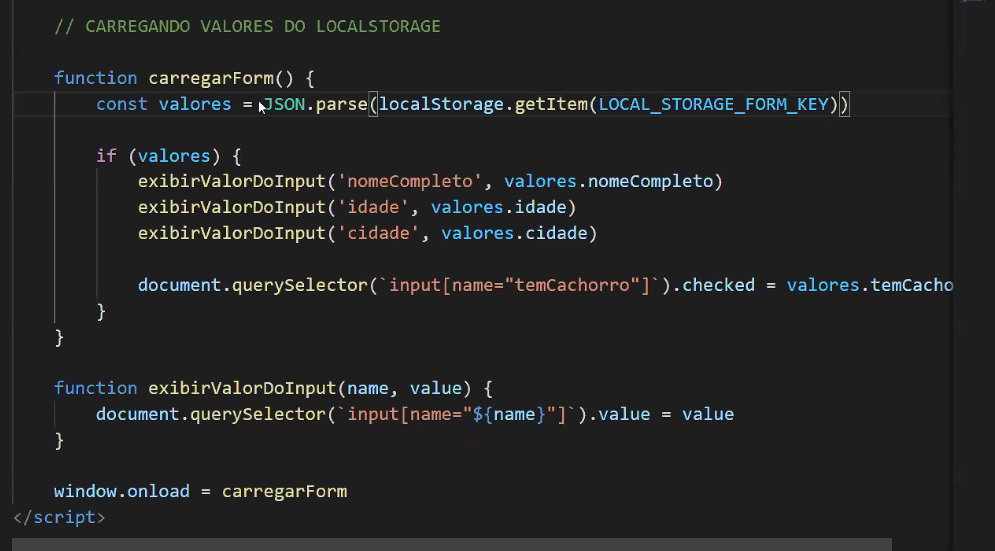 // CARREGANDO VALORES DO LOCALSTORAGE
function carregarForm() {
const valores = JSON.parse(localStorage.getItem(LOCAL_STORAGE_FORM_KEY))
if (valores) {
exibirValorDoInput('nomeCompleto', valores.nomeCompleto)
exibirValorDoInput('idade', valores.idade)
exibirValorDoInput('cidade', valores.cidade)
document.querySelector(`input[name="temCachorro"]`).checked = valores.temCacho
}
}
function exibirValorDoInput(name, value) {
document.querySelector(`input[name="${name}"]`).value = value
}
window.onload = carregarForm
</script>